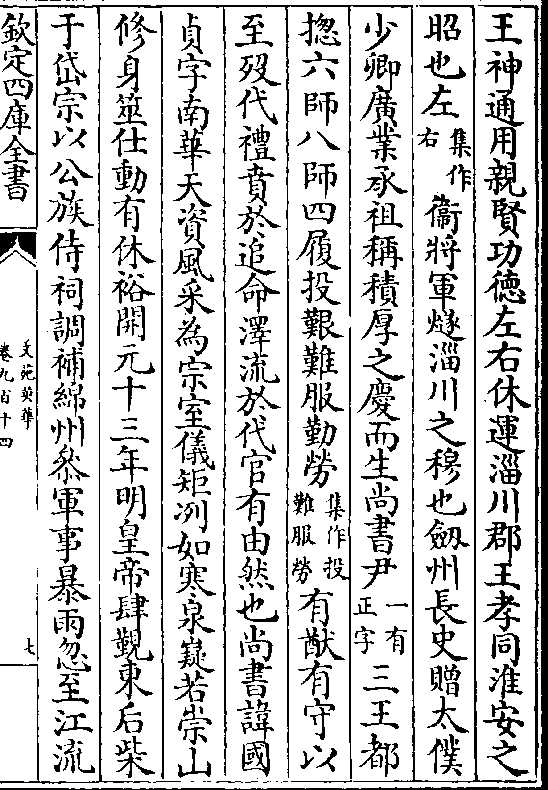 王神通用親賢功德左右休運淄川郡王孝同淮安之
昭也左集作右衞將軍燧淄川之穆也劔州長史贈太僕
少卿廣業承祖稱積厚之慶而生尚書尹一有正字三王都
揔六師八師四履投艱難服勤勞集作投難服勞有猷有守以
至殁代禮賁於追命澤流於代官有由然也尚書諱國
貞字南華天資風采為宗室儀矩冽如寒泉嶷若崇山
修身筮仕動有休裕開元十三年明皇帝肆覲東后柴
于岱宗以公族侍祠調補綿州叅軍事暴雨忽至江流
欽定四庫全書
文苑英華
卷九百十四
七